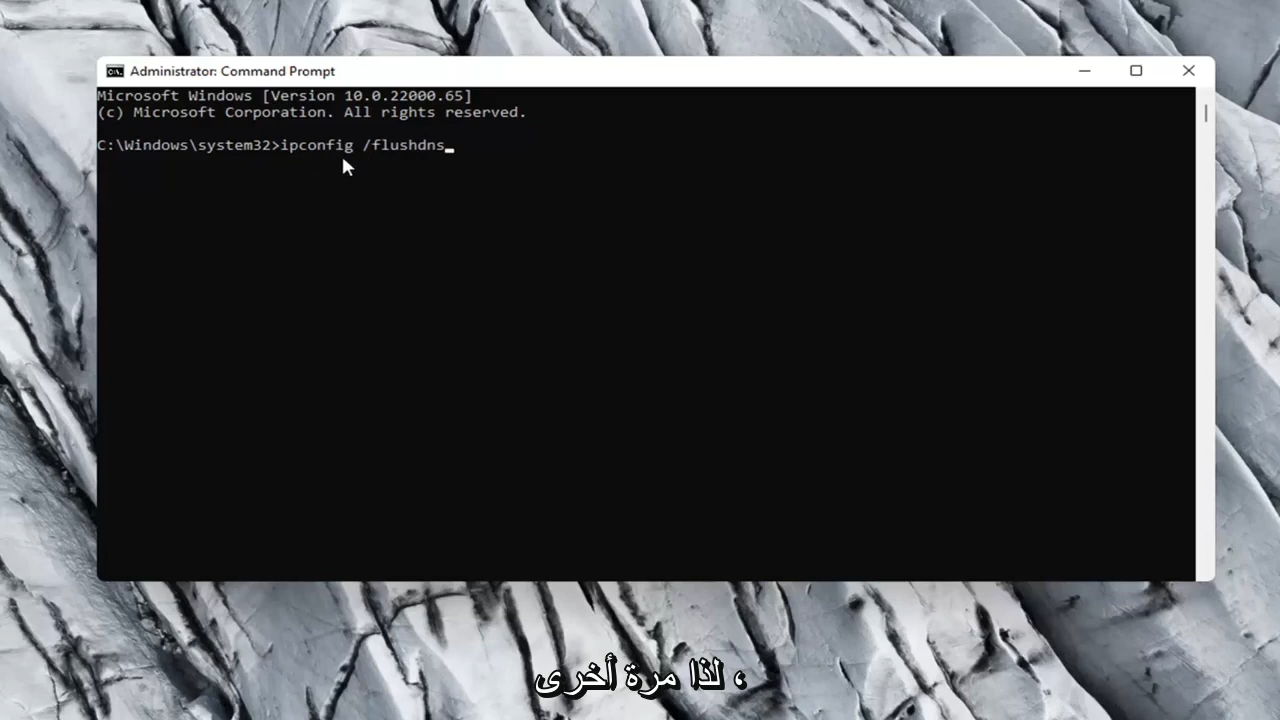 Administrator: Command Prompt
Microsoft Windows [Version 10.0.22000.65]
(c) Microsoft Corporation. All rights reserved.
C:\Windows\system32>ipconfig /flushdns
، لذا مرة أخرى